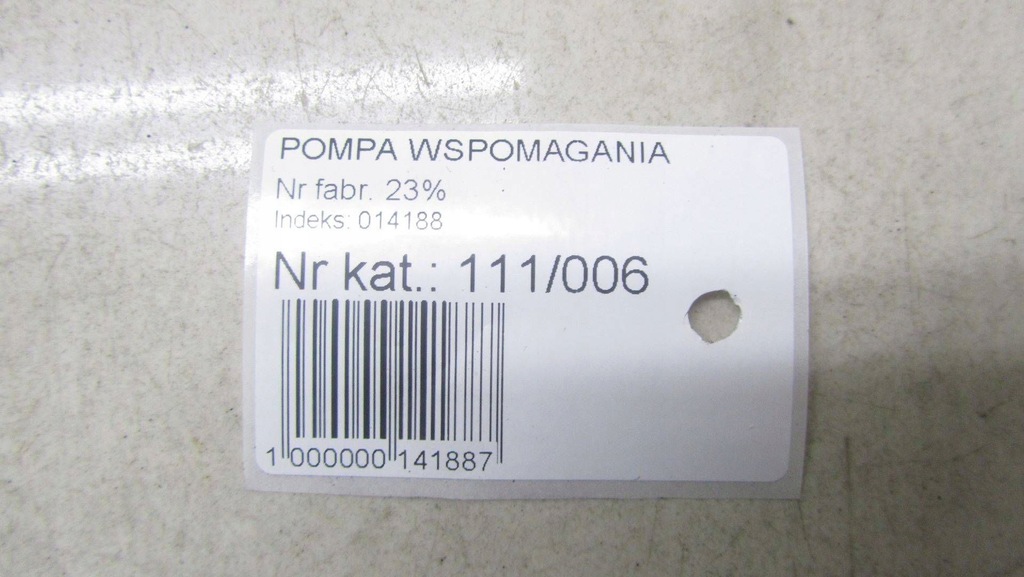 POMPA WSPOMAGANIA
Nr fabr. 23%
Indeks: 014188
Nr kat.: 111/006
1 000000 141887